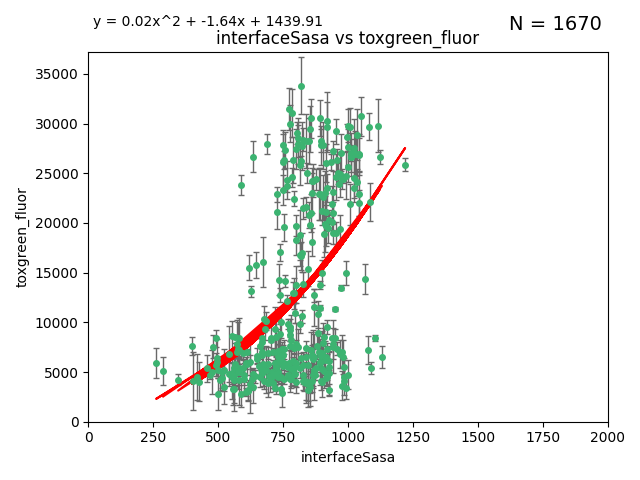 y = 0.02x^2 + -1.64x + 1439.91
N = 1670
interfaceSasa vs toxgreen_fluor
toxgreen_fluor
35000
30000
25000
20000
15000
10000
5000
0
0 250 500 750 1000 1250 1500 1750 2000
interfaceSasa